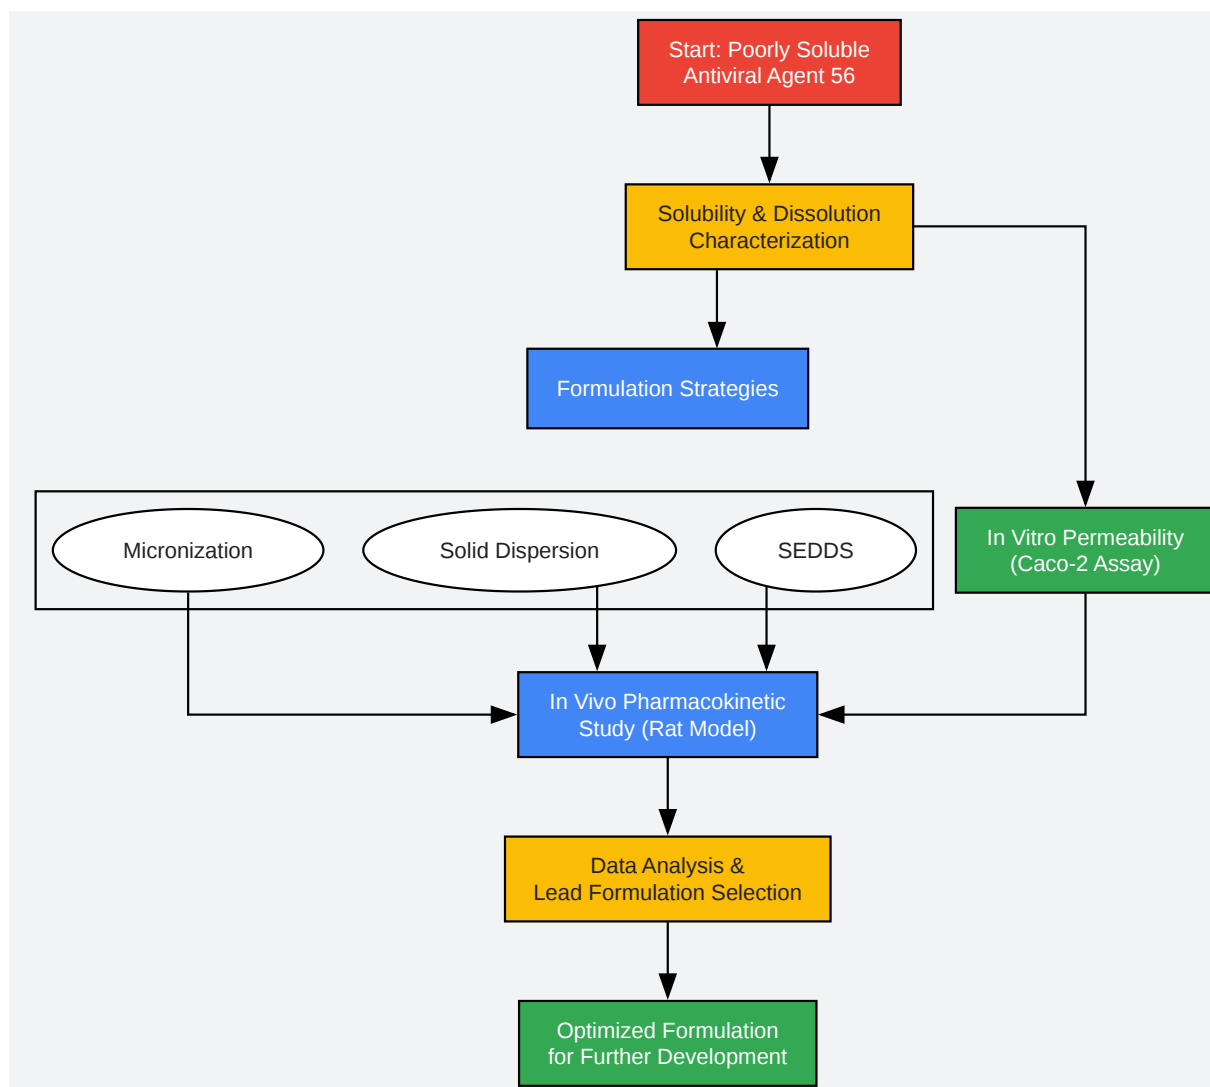 Start: Poorly Soluble
Antiviral Agent 56
Solubility & Dissolution
Characterization
Formulation Strategies
Micronization
Solid Dispersion
SEDDS
In Vitro Permeability
(Caco-2 Assay)
In Vivo Pharmacokinetic
Study (Rat Model)
Data Analysis &
Lead Formulation Selection
Optimized Formulation
for Further Development